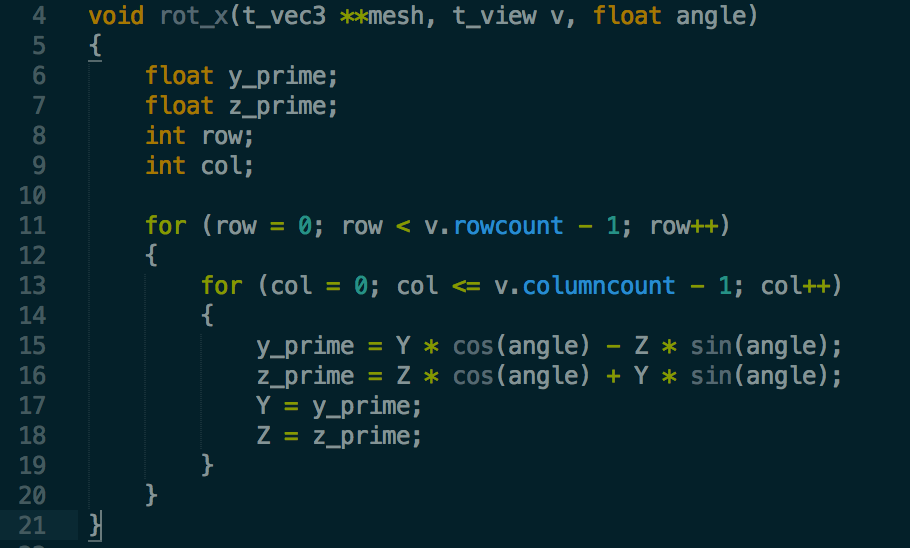 4 void rot_x(t_vec3 **mesh, t_view v, float angle)
5 {
6     float y_prime;
7     float z_prime;
8     int row;
9     int col;
10
11     for (row = 0; row < v.rowcount - 1; row++)
12     {
13         for (col = 0; col <= v.columncount - 1; col++)
14         {
15             y_prime = Y * cos(angle) - Z * sin(angle);
16             z_prime = Z * cos(angle) + Y * sin(angle);
17             Y = y_prime;
18             Z = z_prime;
19         }
20     }
21 }